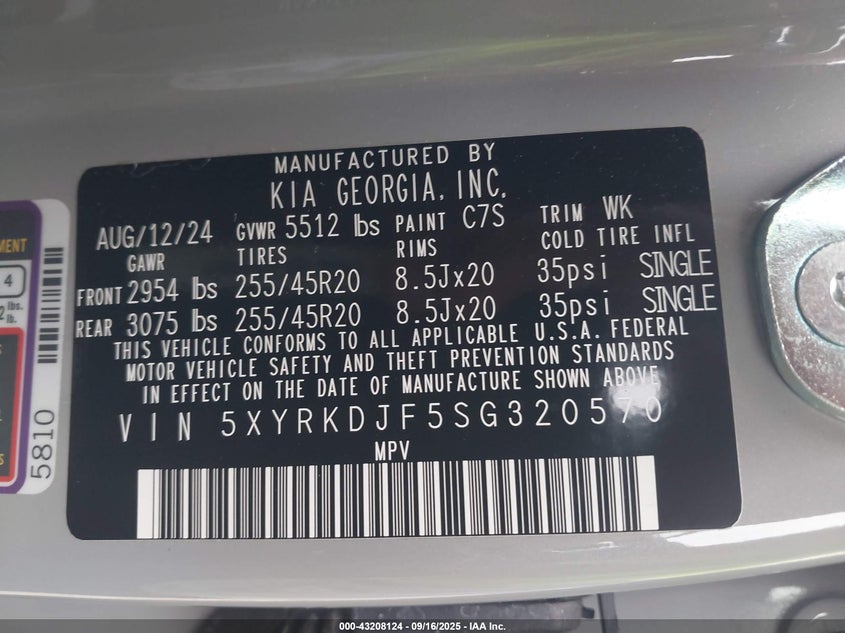 MANUFACTURED BY
KIA GEORGIA, INC.
AUG/12/24 GVWR 5512 lbs PAINT C7S TRIM WK
GAWR TIRES RIMS COLD TIRE INFL
FRONT 2954 lbs 255/45R20 8.5Jx20 35psi SINGLE
REAR 3075 lbs 255/45R20 8.5Jx20 35psi SINGLE
THIS VEHICLE CONFORMS TO ALL APPLICABLE U.S.A. FEDERAL
MOTOR VEHICLE SAFETY AND THEFT PREVENTION STANDARDS
IN EFFECT ON THE DATE OF MANUFACTURE SHOWN ABOVE
VIN 5XYRKDJF5SG320570
MPV
4
lbs.
lb.
5810
000-43208124 - 09/16/2025 - IAA Inc.